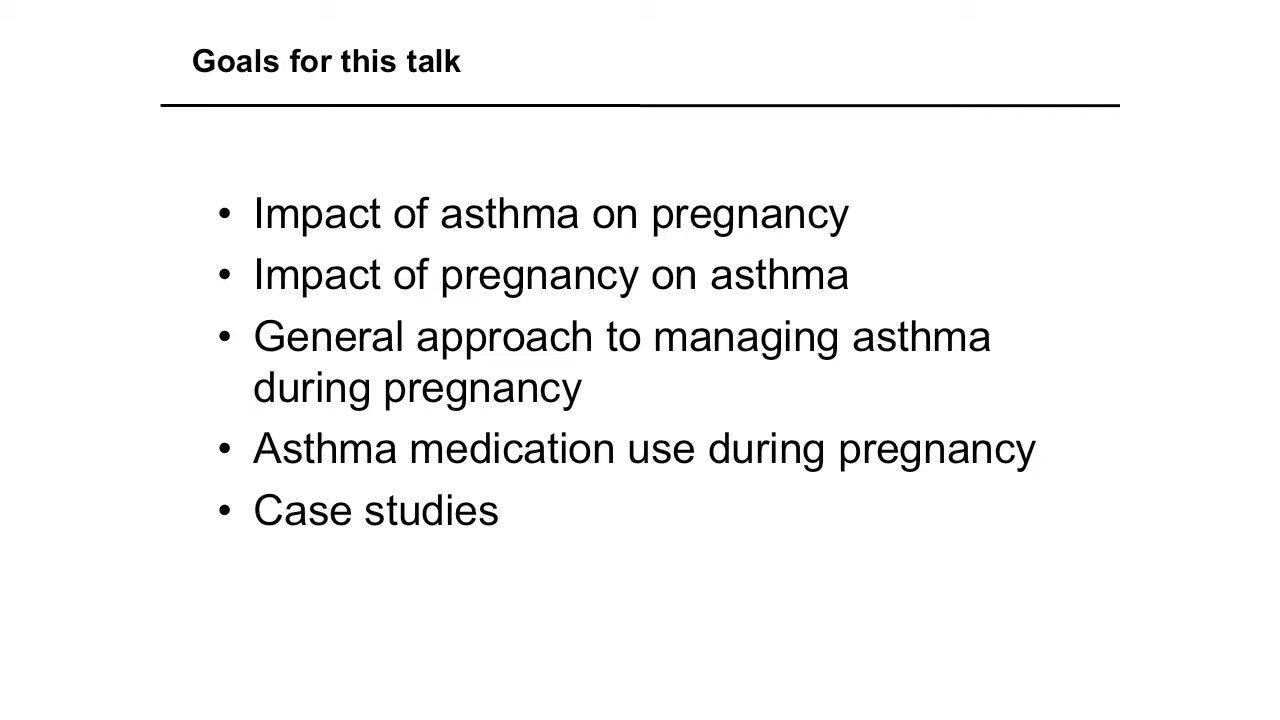 Goals for this talk
• Impact of asthma on pregnancy
• Impact of pregnancy on asthma
• General approach to managing asthma
during pregnancy
• Asthma medication use during pregnancy
• Case studies